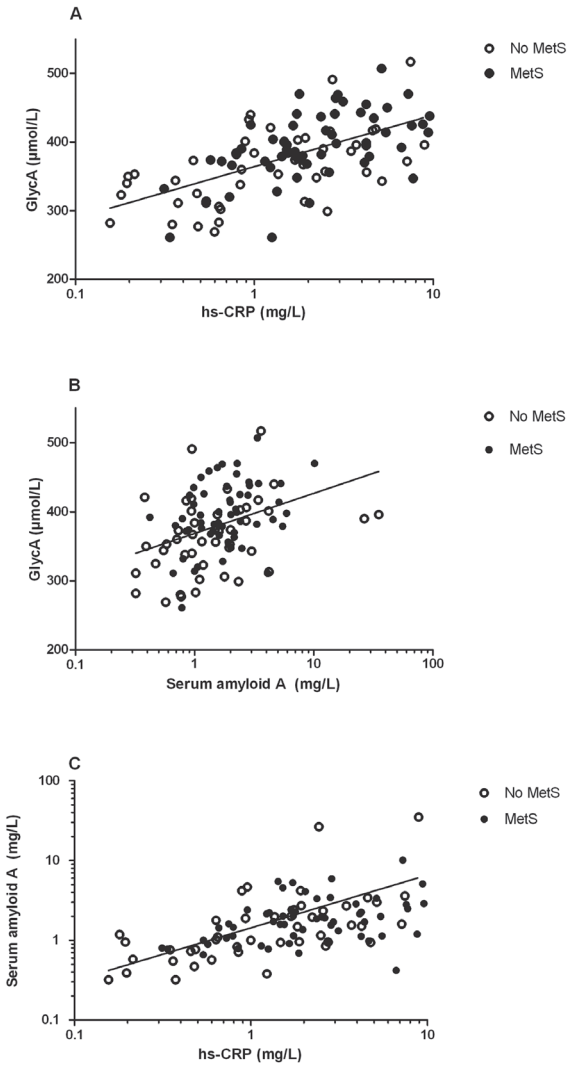 A
No MetS
MetS
GlycA (µmol/L)
500
400
300
200
0.1
1
10
hs-CRP (mg/L)
B
No MetS
MetS
GlycA (µmol/L)
500
400
300
200
0.1
1
10
100
Serum amyloid A (mg/L)
C
No MetS
MetS
Serum amyloid A (mg/L)
100
10
1
0.1
0.1
1
10
hs-CRP (mg/L)